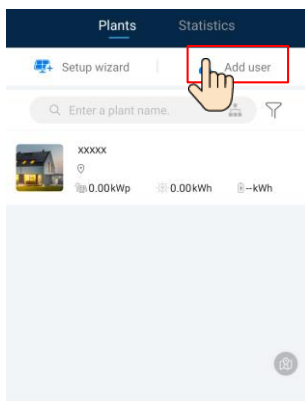 Plants Statistics
Setup wizard Add user
Enter a plant name.
xxxxx
0.00kWp 0.00kWh --kWh